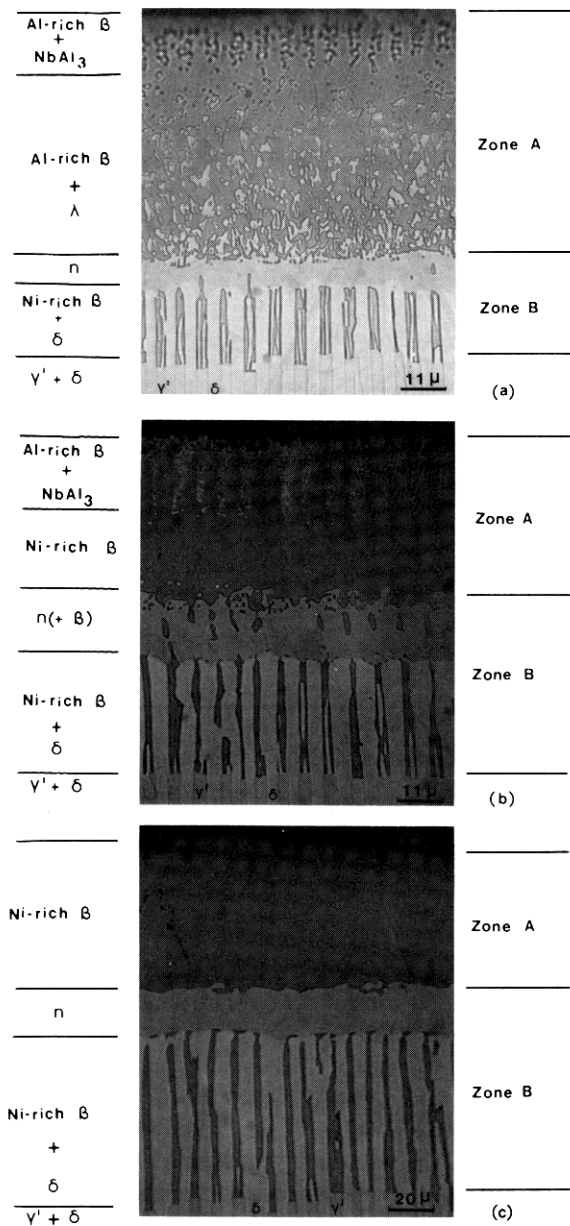 Al-rich β
+
NbAl₃
Al-rich β
+
λ
n
Ni-rich β
+
δ
γ' + δ
Zone A
Zone B
γ' δ
11 μ
(a)
Al-rich β
+
NbAl₃
Ni-rich β
n(+ β)
Ni-rich β
+
δ
γ' + δ
Zone A
Zone B
γ' δ
11 μ
(b)
Ni-rich β
n
Ni-rich β
+
δ
γ' + δ
Zone A
Zone B
δ γ'
20 μ
(c)